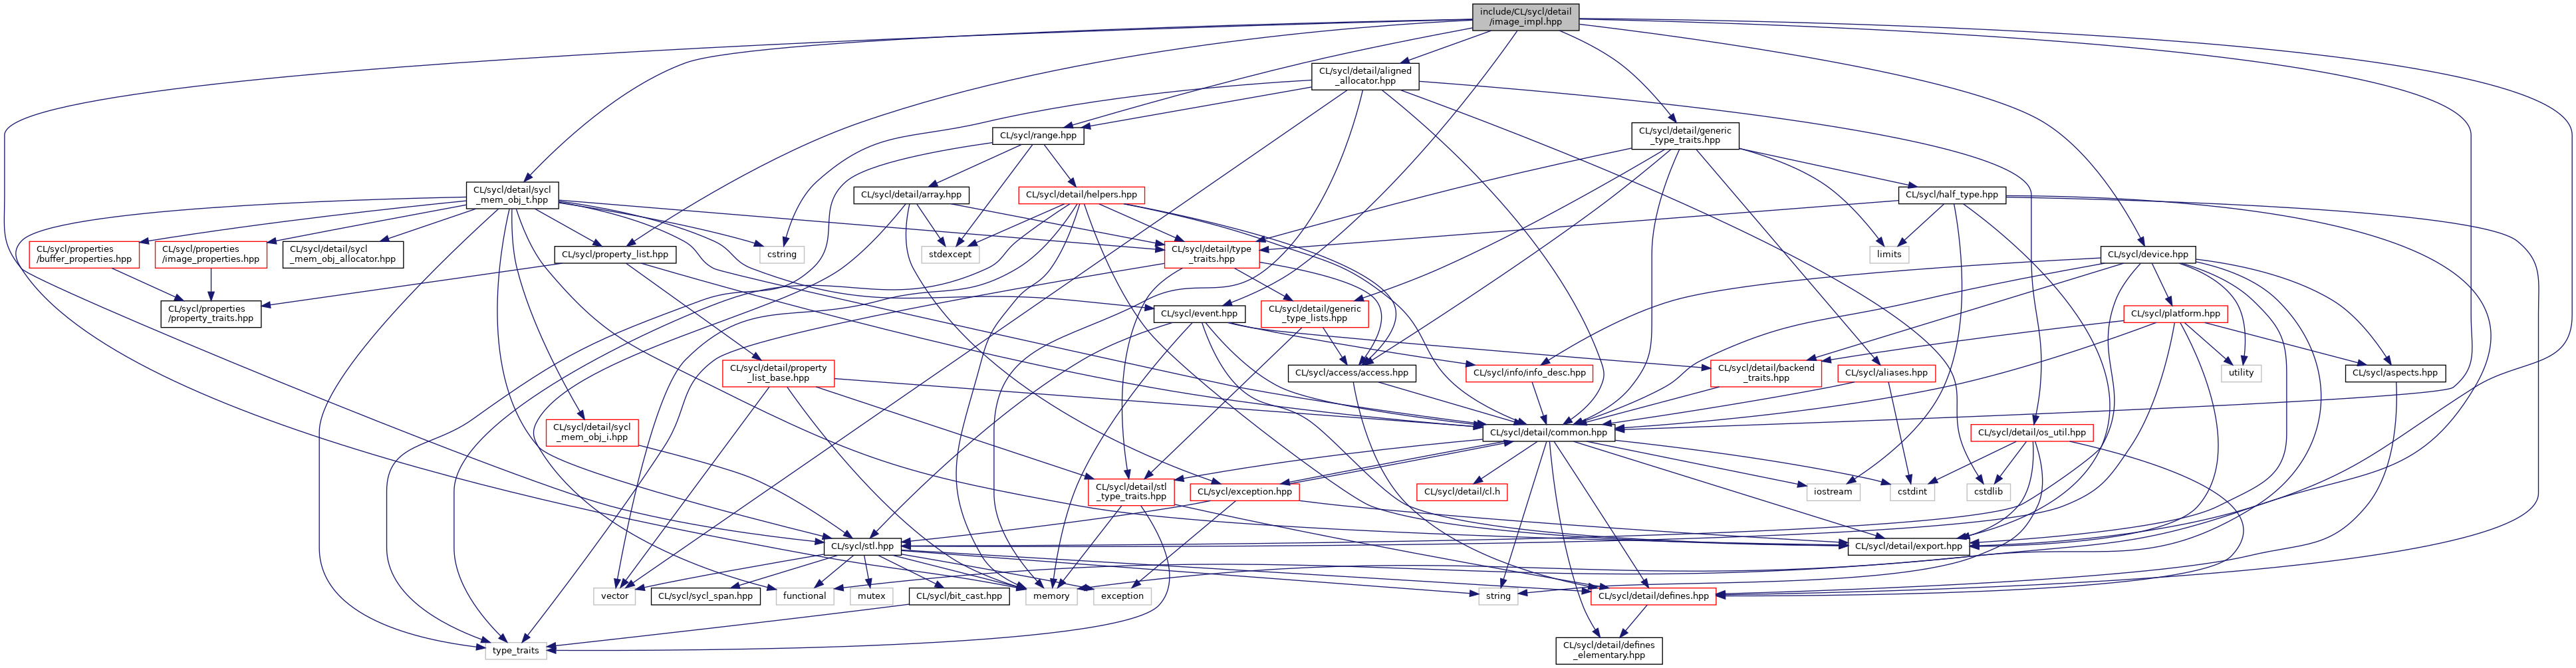 include/CL/sycl/detail
/image_impl.hpp
CL/sycl/detail/aligned
_allocator.hpp
CL/sycl/range.hpp
CL/sycl/detail/generic
_type_traits.hpp
CL/sycl/detail/sycl
_mem_obj_t.hpp
CL/sycl/detail/array.hpp
CL/sycl/detail/helpers.hpp
CL/sycl/half_type.hpp
CL/sycl/properties
/buffer_properties.hpp
CL/sycl/properties
/image_properties.hpp
CL/sycl/detail/sycl
_mem_obj_allocator.hpp
CL/sycl/property_list.hpp
cstring
stdexcept
CL/sycl/detail/type
_traits.hpp
limits
CL/sycl/device.hpp
CL/sycl/properties
/property_traits.hpp
CL/sycl/event.hpp
CL/sycl/detail/generic
_type_lists.hpp
CL/sycl/platform.hpp
CL/sycl/detail/property
_list_base.hpp
CL/sycl/access/access.hpp
CL/sycl/info/info_desc.hpp
CL/sycl/detail/backend
_traits.hpp
CL/sycl/aliases.hpp
utility
CL/sycl/aspects.hpp
CL/sycl/detail/sycl
_mem_obj_i.hpp
CL/sycl/detail/common.hpp
CL/sycl/detail/os_util.hpp
CL/sycl/detail/stl
_type_traits.hpp
CL/sycl/exception.hpp
CL/sycl/detail/cl.h
iostream
cstdint
cstdlib
CL/sycl/stl.hpp
CL/sycl/detail/export.hpp
vector
CL/sycl/sycl_span.hpp
functional
mutex
CL/sycl/bit_cast.hpp
memory
exception
string
CL/sycl/detail/defines.hpp
type_traits
CL/sycl/detail/defines
_elementary.hpp